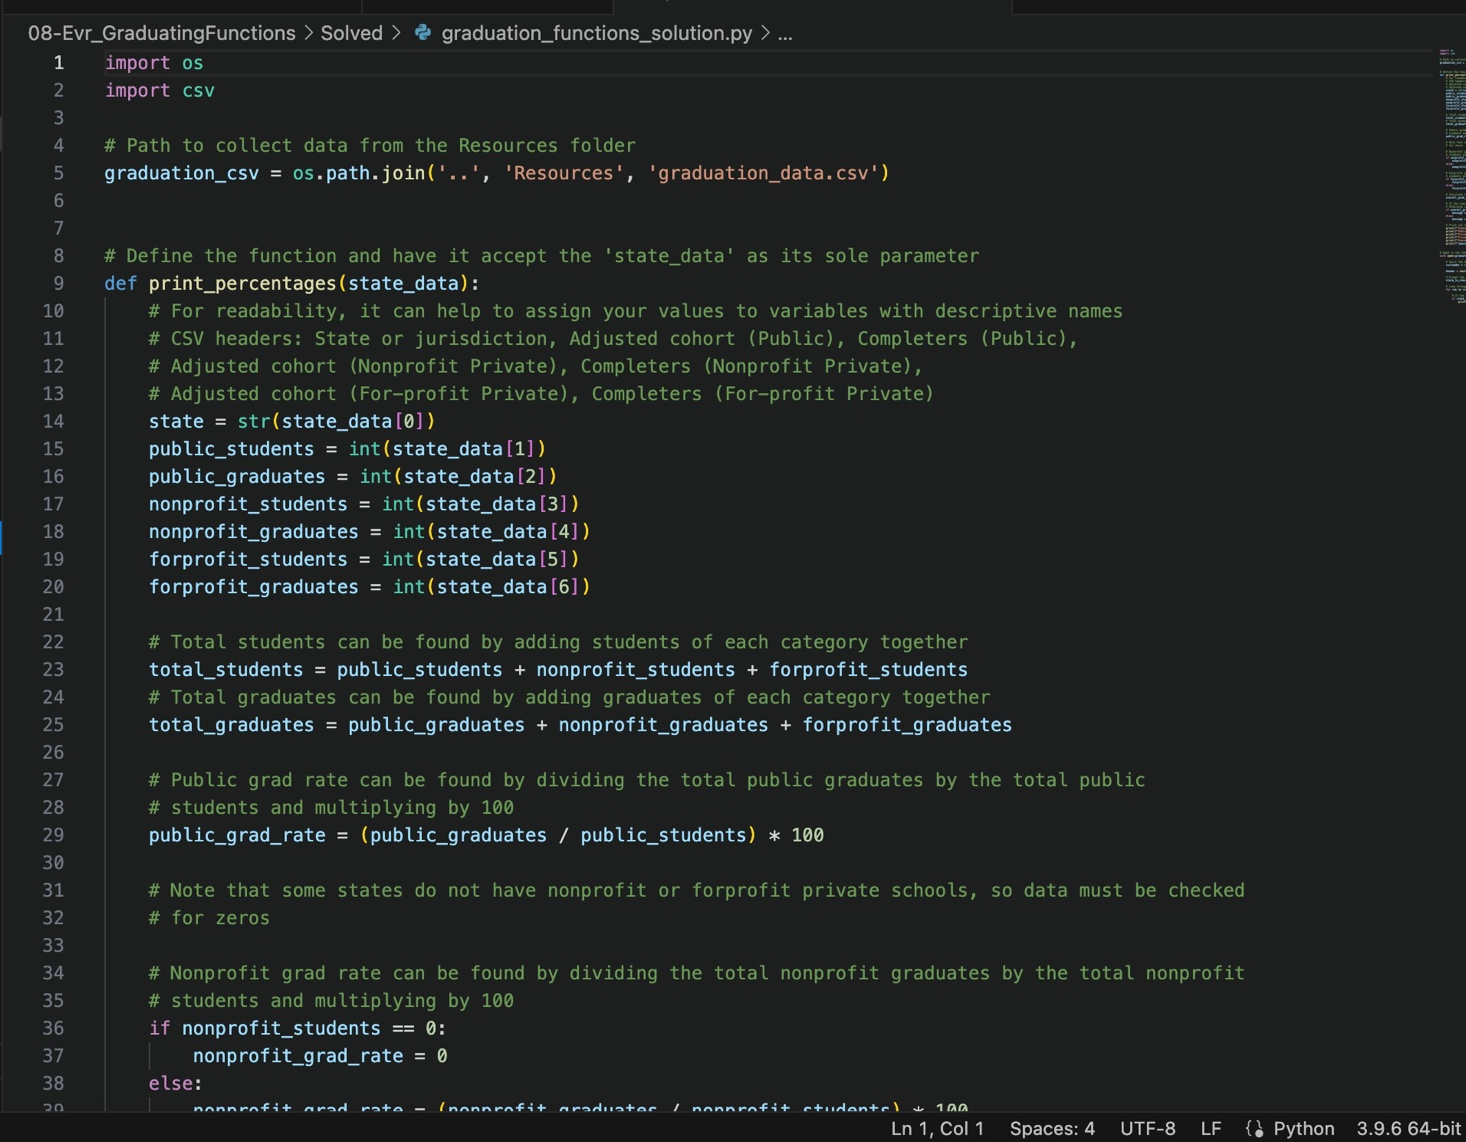 08-Evr_GraduatingFunctions > Solved > graduation_functions_solution.py > ...
1 import os
2 import csv
3
4 # Path to collect data from the Resources folder
5 graduation_csv = os.path.join('..', 'Resources', 'graduation_data.csv')
6
7
8 # Define the function and have it accept the 'state_data' as its sole parameter
9 def print_percentages(state_data):
10     # For readability, it can help to assign your values to variables with descriptive names
11     # CSV headers: State or jurisdiction, Adjusted cohort (Public), Completers (Public),
12     # Adjusted cohort (Nonprofit Private), Completers (Nonprofit Private),
13     # Adjusted cohort (For-profit Private), Completers (For-profit Private)
14     state = str(state_data[0])
15     public_students = int(state_data[1])
16     public_graduates = int(state_data[2])
17     nonprofit_students = int(state_data[3])
18     nonprofit_graduates = int(state_data[4])
19     forprofit_students = int(state_data[5])
20     forprofit_graduates = int(state_data[6])
21
22     # Total students can be found by adding students of each category together
23     total_students = public_students + nonprofit_students + forprofit_students
24     # Total graduates can be found by adding graduates of each category together
25     total_graduates = public_graduates + nonprofit_graduates + forprofit_graduates
26
27     # Public grad rate can be found by dividing the total public graduates by the total public
28     # students and multiplying by 100
29     public_grad_rate = (public_graduates / public_students) * 100
30
31     # Note that some states do not have nonprofit or forprofit private schools, so data must be checked
32     # for zeros
33
34     # Nonprofit grad rate can be found by dividing the total nonprofit graduates by the total nonprofit
35     # students and multiplying by 100
36     if nonprofit_students == 0:
37         nonprofit_grad_rate = 0
38     else:
39         nonprofit_grad_rate = (nonprofit_graduates / nonprofit_students) * 100
Ln 1, Col 1 Spaces: 4 UTF-8 LF Python 3.9.6 64-bit